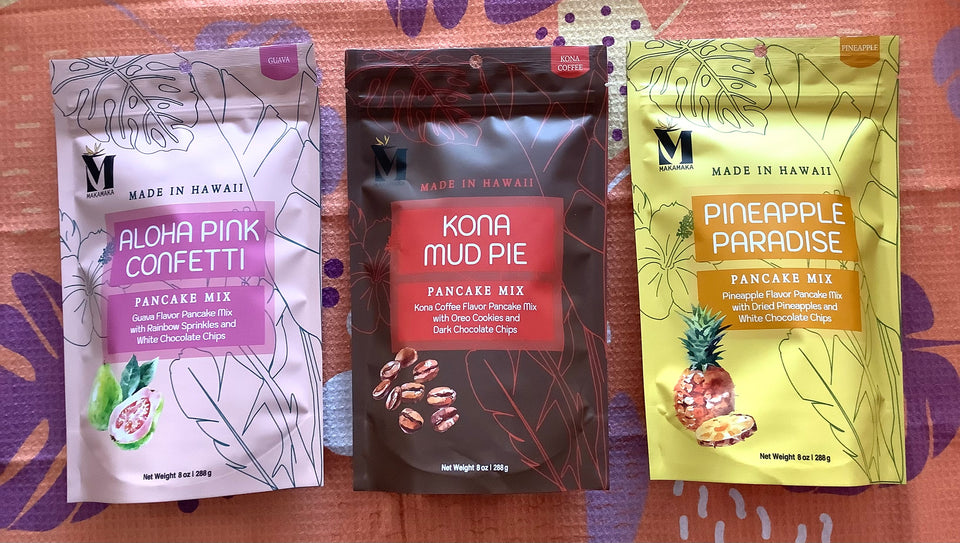 GUAVA
M
MAKAMAKA
MADE IN HAWAII
ALOHA PINK
CONFETTI
PANCAKE MIX
Guava Flavor Pancake Mix
with Rainbow Sprinkles and
White Chocolate Chips
Net Weight 8 oz | 288 g
KONA
COFFEE
M
MAKAMAKA
MADE IN HAWAII
KONA
MUD PIE
PANCAKE MIX
Kona Coffee Flavor Pancake Mix
with Oreo Cookies and
Dark Chocolate Chips
Net Weight 8 oz | 288 g
PINEAPPLE
M
MAKAMAKA
MADE IN HAWAII
PINEAPPLE
PARADISE
PANCAKE MIX
Pineapple Flavor Pancake Mix
with Dried Pineapples and
White Chocolate Chips
Net Weight 8 oz | 288 g